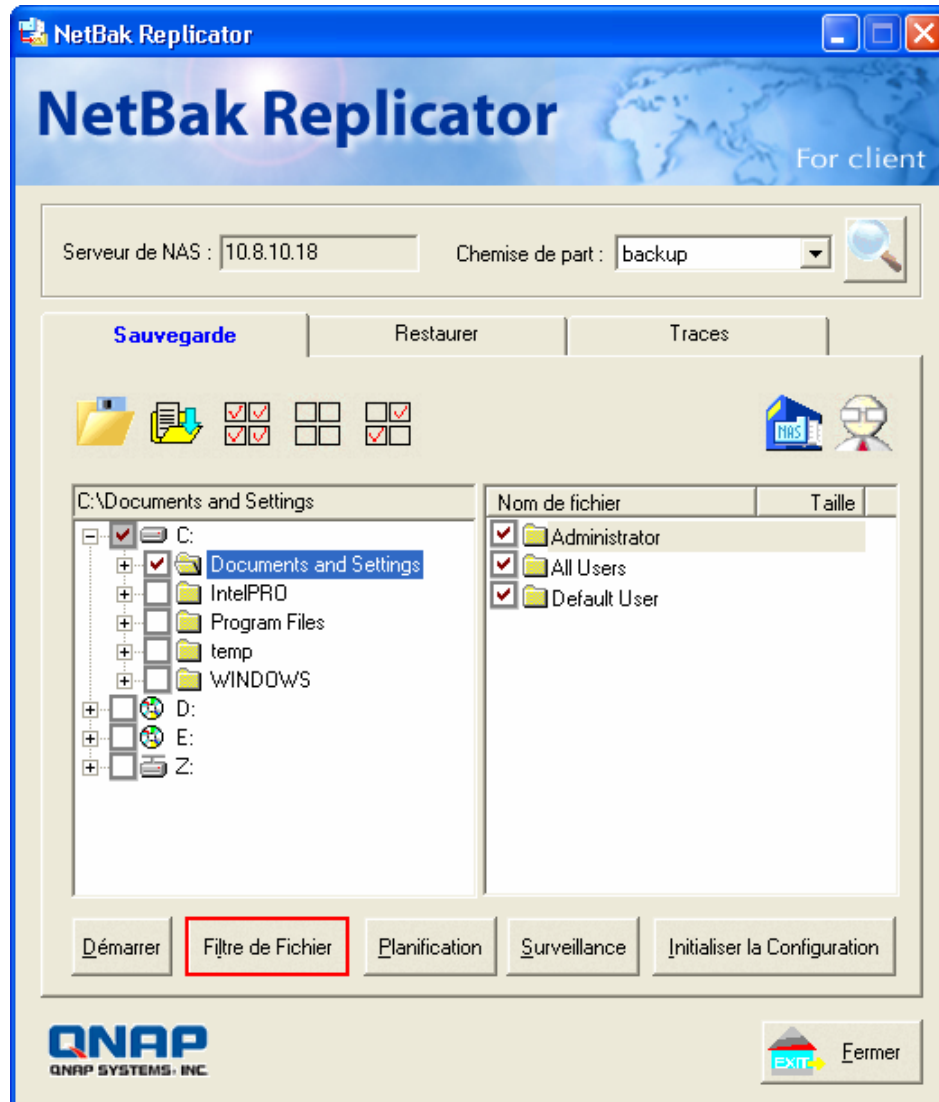 NetBak Replicator
NetBak Replicator
For client
Serveur de NAS : 10.8.10.18 Chemise de part : backup
Sauvegarde Restaurer Traces
NAS
C:\Documents and Settings
C:
Documents and Settings
IntelPRO
Program Files
temp
WINDOWS
D:
E:
Z:
Nom de fichier Taille
Administrator
All Users
Default User
Démarrer Filtre de Fichier Planification Surveillance Initialiser la Configuration
QNAP
QNAP SYSTEMS, INC.
EXIT Fermer